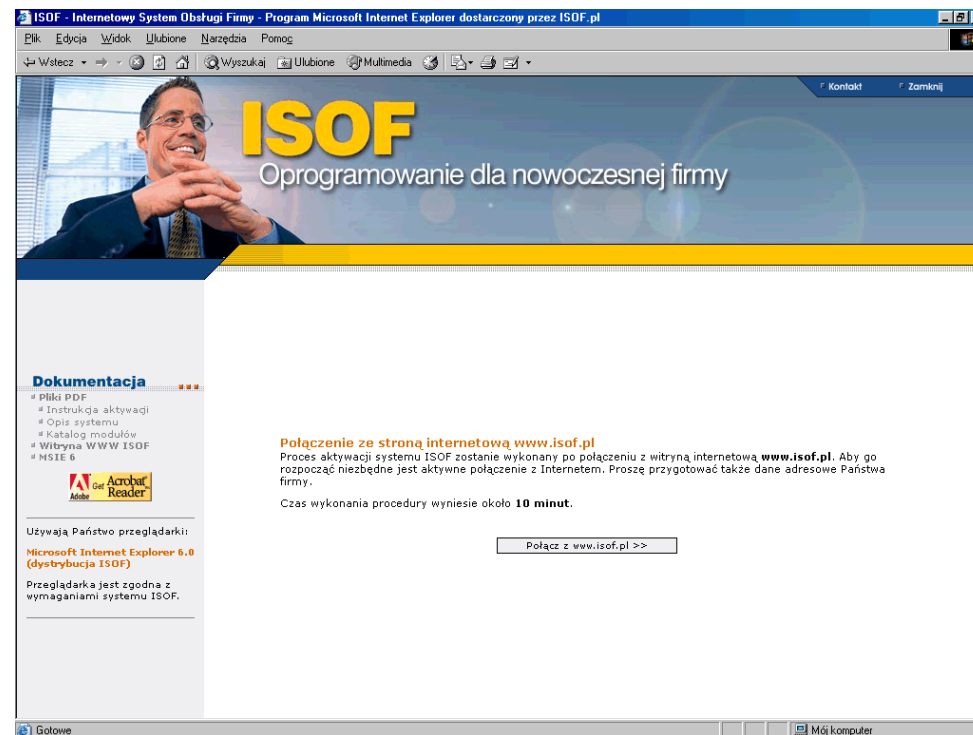 ISOF - Internetowy System Obsługi Firmy - Program Microsoft Internet Explorer dostarczony przez ISOF.pl
Plik Edycja Widok Ulubione Narzędzia Pomoc
Wstecz Wyszukaj Ulubione Multimedia
Kontakt Zamknij
ISOF
Oprogramowanie dla nowoczesnej firmy
Dokumentacja
Pliki PDF
Instrukcja aktywacji
Opis systemu
Katalog modułów
Witryna WWW ISOF
MSIE 6
Adobe Get Acrobat Reader
Używają Państwo przeglądarki:
Microsoft Internet Explorer 6.0
(dystrybucja ISOF)
Przeglądarka jest zgodna z
wymaganiami systemu ISOF.
Połączenie ze stroną internetową www.isof.pl
Proces aktywacji systemu ISOF zostanie wykonany po połączeniu z witryną internetową www.isof.pl. Aby go
rozpocząć niezbędne jest aktywne połączenie z Internetem. Proszę przygotować także dane adresowe Państwa
firmy.
Czas wykonania procedury wyniesie około 10 minut.
Połącz z www.isof.pl >>
Gotowe
Mój komputer